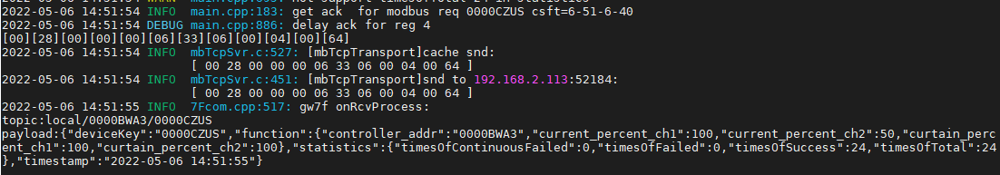 2022-05-06 14:51:54 INFO  main.cpp:183: get ack  for modbus req 0000CZUS csft=6-51-6-40
2022-05-06 14:51:54 DEBUG main.cpp:886: delay ack for reg 4
[00][28][00][00][00][06][33][06][00][04][00][64]
2022-05-06 14:51:54 INFO  mbTcpSvr.c:527: [mbTcpTransport]cache snd:
[ 00 28 00 00 00 06 33 06 00 04 00 64 ]
2022-05-06 14:51:54 INFO  mbTcpSvr.c:451: [mbTcpTransport]snd to 192.168.2.113:52184:
[ 00 28 00 00 00 06 33 06 00 04 00 64 ]
2022-05-06 14:51:55 INFO  7Fcom.cpp:517: gw7f onRcvProcess:
topic:local/0000BWA3/0000CZUS
payload:{"deviceKey":"0000CZUS","function":{"controller_addr":"0000BWA3","current_percent_ch1":100,"current_percent_ch2":50,"curtain_perc
ent_ch1":100,"curtain_percent_ch2":100},"statistics":{"timesOfContinuousFailed":0,"timesOfFailed":0,"timesOfSuccess":24,"timesOfTotal":24
},"timestamp":"2022-05-06 14:51:55"}